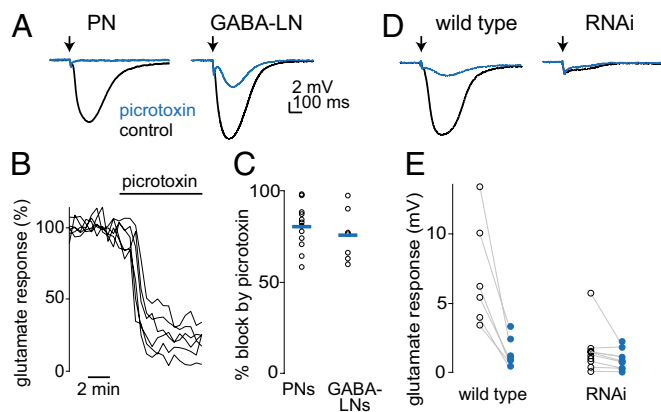 A
PN
GABA-LN
picrotoxin
control
2 mV
100 ms
D
wild type
RNAi
B
picrotoxin
glutamate response (%)
100
50
0
2 min
C
% block by picrotoxin
100
50
0
PNs
GABA-
LNs
E
glutamate response (mV)
10
5
0
wild type
RNAi